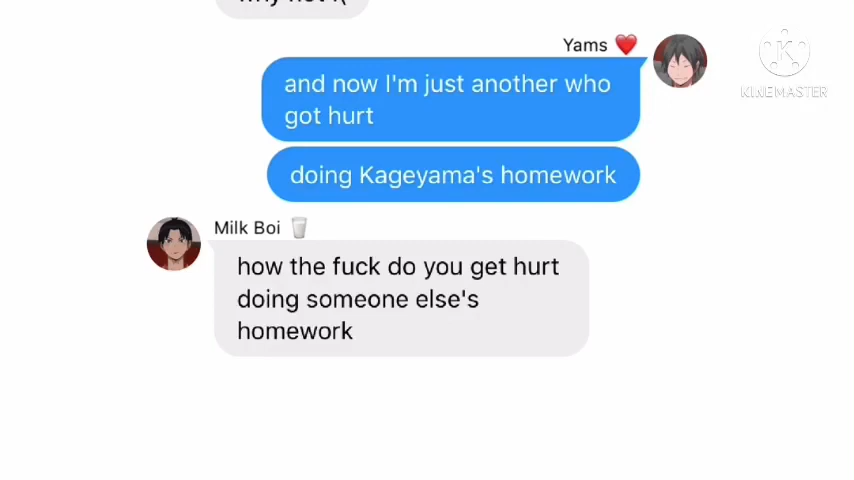 Yams
KINEMASTER
and now I'm just another who
got hurt
doing Kageyama's homework
Milk Boi
how the fuck do you get hurt
doing someone else's
homework